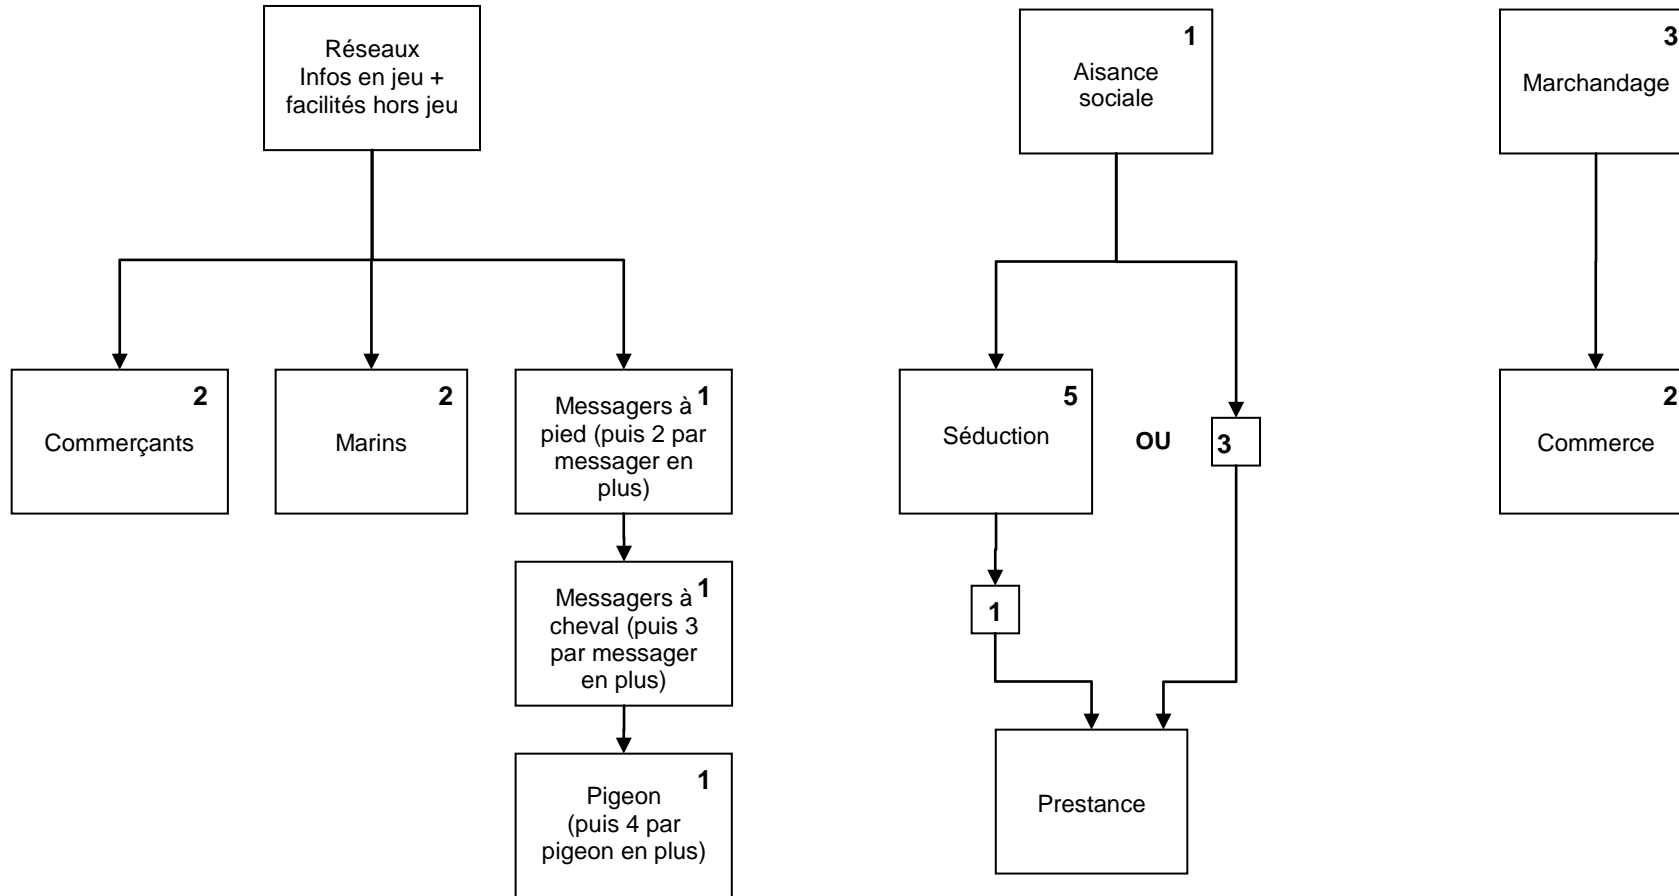 Réseaux
Infos en jeu +
facilités hors jeu
1
Aisance
sociale
3
Marchandage
2
Commerçants
2
Marins
1
Messagers à
pied (puis 2 par
messager en
plus)
5
Séduction
OU
3
2
Commerce
1
Messagers à
cheval (puis 3
par messager
en plus)
1
1
Pigeon
(puis 4 par
pigeon en plus)
Prestance